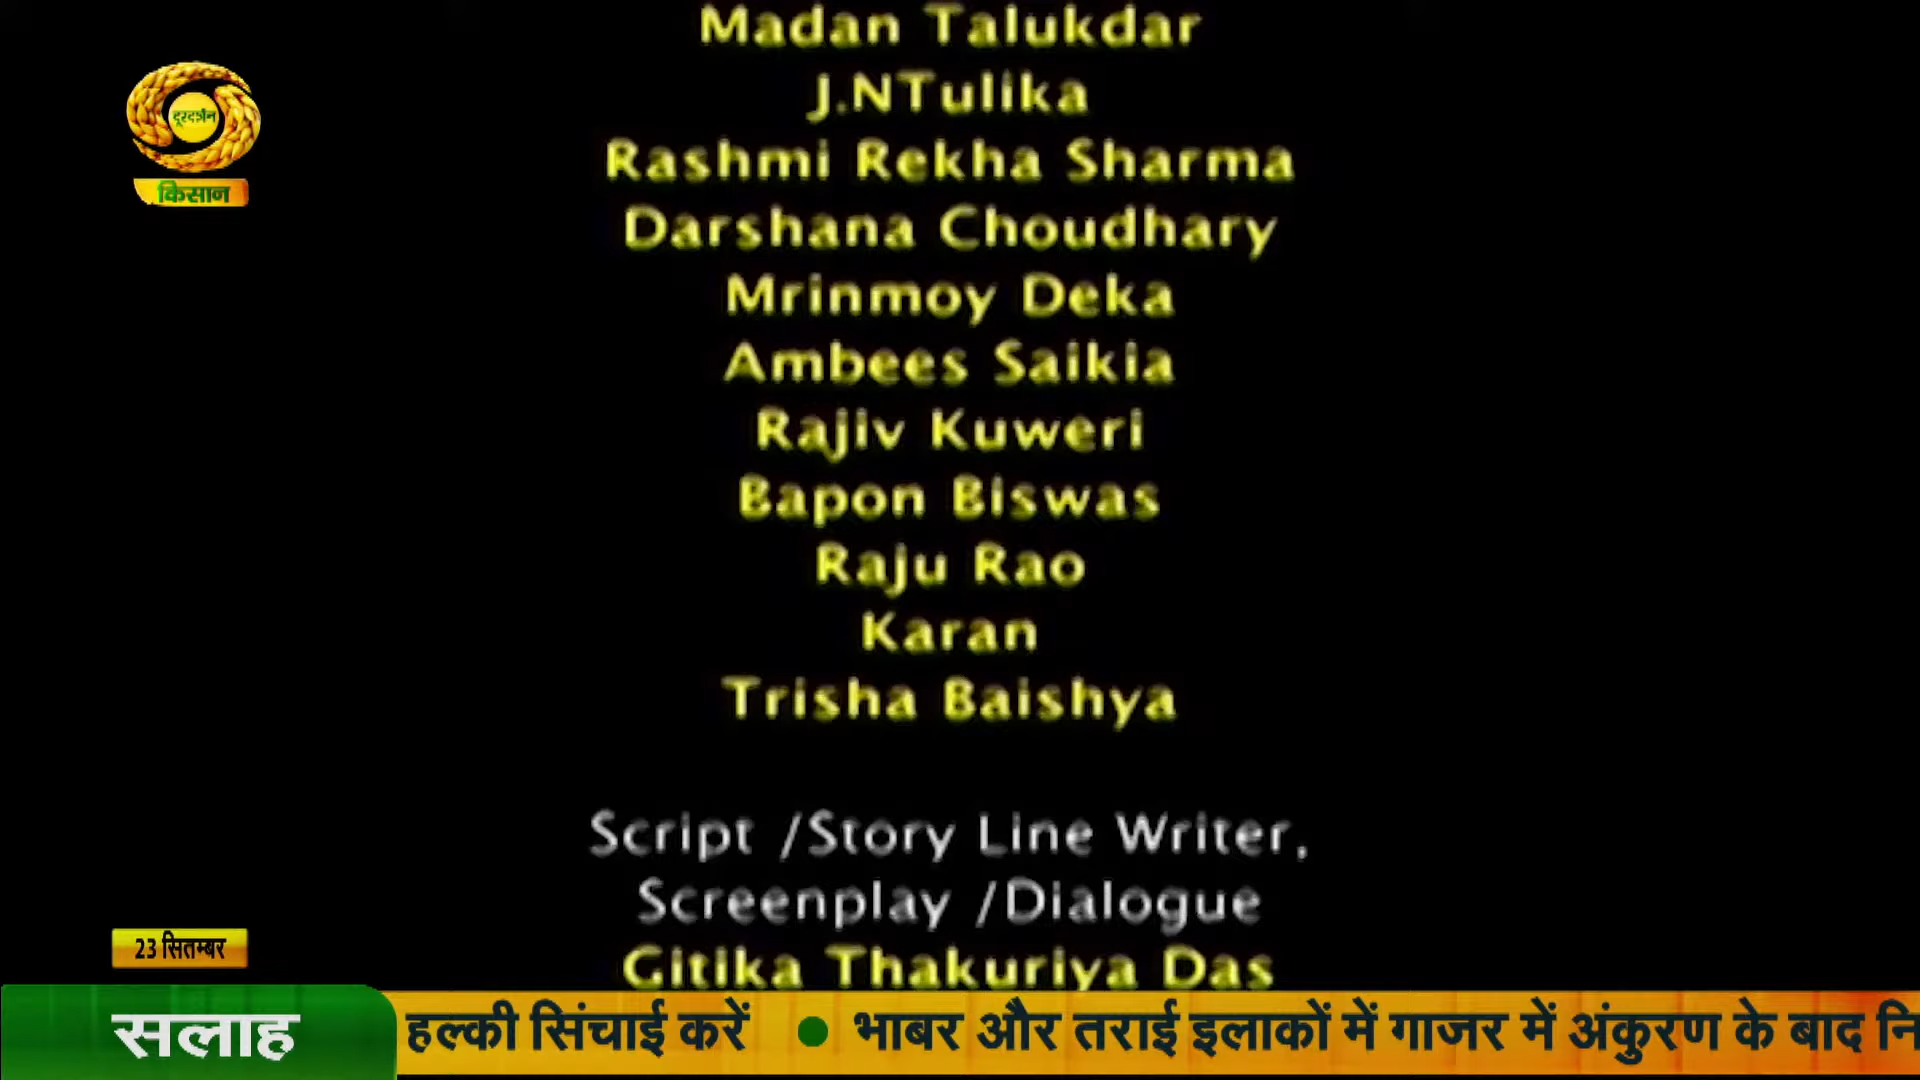 Madan Talukdar
J.NTulika
Rashmi Rekha Sharma
Darshana Choudhary
Mrinmoy Deka
Ambees Saikia
Rajiv Kuweri
Bapon Biswas
Raju Rao
Karan
Trisha Baishya
Script /Story Line Writer,
Screenplay /Dialogue
Gitika Thakuriya Das
दूरदर्शन
किसान
23 सितम्बर
सलाह
हल्की सिंचाई करें ● भाबर और तराई इलाकों में गाजर में अंकुरण के बाद नि